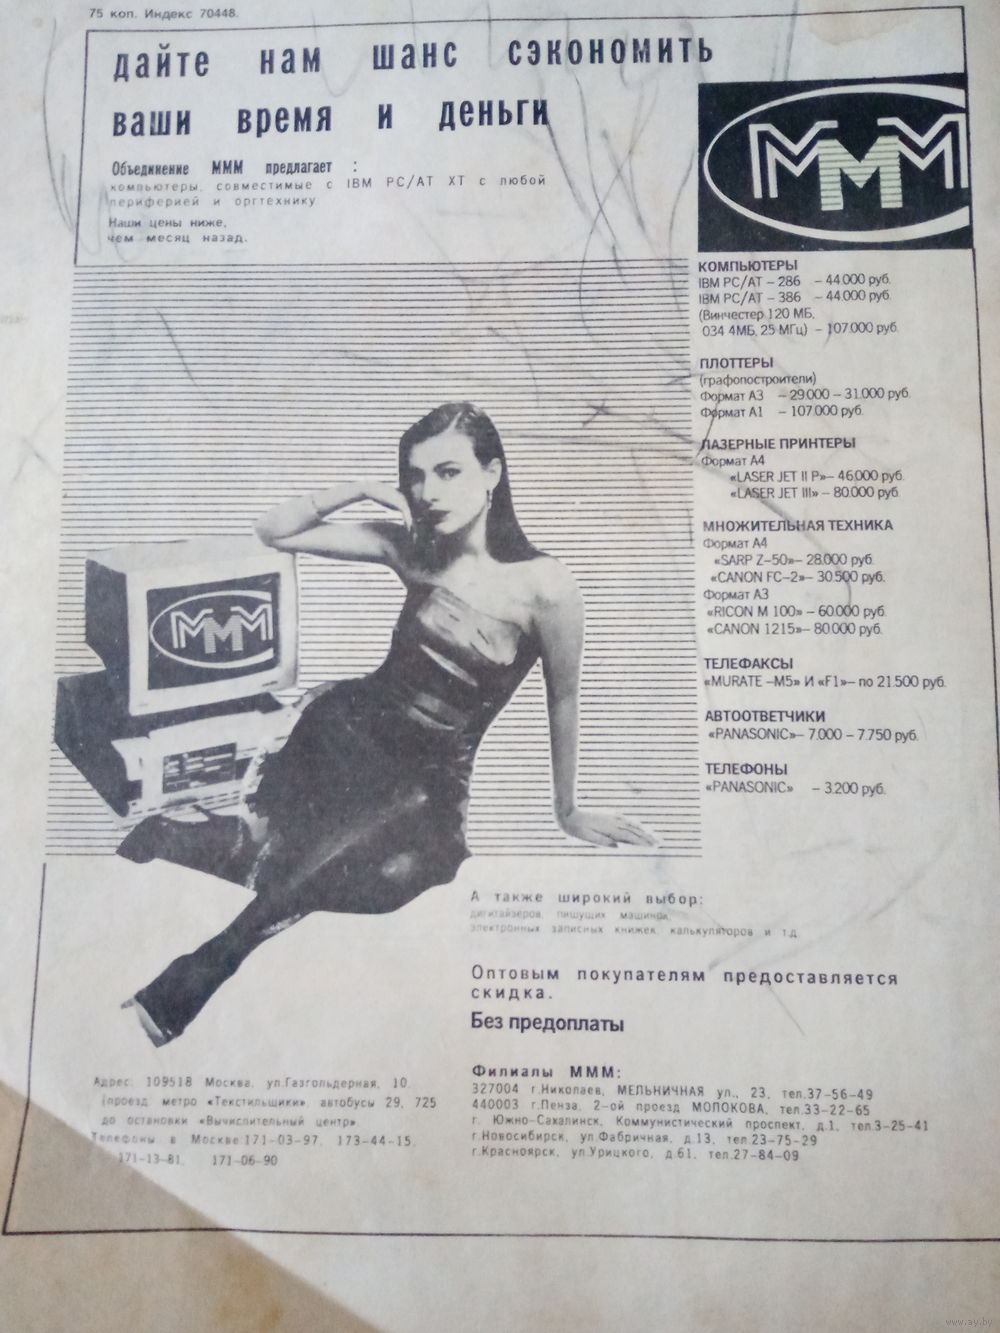 75 коп. Индекс 70448.
дайте нам шанс сэкономить
ваши время и деньги
Объединение МММ предлагает :
компьютеры, совместимые с IBM PC/AT XT с любой
периферией и оргтехнику.
Наши цены ниже,
чем месяц назад.
МММ
КОМПЬЮТЕРЫ
IBM PC/AT – 286 – 44.000 руб.
IBM PC/AT – 386 – 44.000 руб.
(Винчестер 120 МБ,
ОЗУ 4МБ, 25 МГц) – 107.000 руб.
ПЛОТТЕРЫ
(графопостроители)
Формат А3 – 29.000 – 31.000 руб.
Формат А1 – 107.000 руб.
ЛАЗЕРНЫЕ ПРИНТЕРЫ
Формат А4
«LASER JET II P»– 46.000 руб.
«LASER JET III» – 80.000 руб.
МНОЖИТЕЛЬНАЯ ТЕХНИКА
Формат А4
«SARP Z–50»– 28.000 руб.
«CANON FC–2»– 30.500 руб.
Формат А3
«RICON M 100» – 60.000 руб.
«CANON 1215»– 80.000 руб.
ТЕЛЕФАКСЫ
«MURATE –M5» И «F1»– по 21.500 руб.
АВТООТВЕТЧИКИ
«PANASONIC»– 7.000 – 7.750 руб.
ТЕЛЕФОНЫ
«PANASONIC» – 3.200 руб.
МММ
А также широкий выбор:
дигитайзеров, пишущих машинок,
электронных записных книжек, калькуляторов и т.д.
Оптовым покупателям предоставляется
скидка.
Без предоплаты
Адрес: 109518 Москва, ул.Газгольдерная, 10.
(проезд метро «Текстильщики», автобусы 29, 725
до остановки «Вычислительный центр».
Телефоны в Москве 171-03-97, 173-44-15,
171-13-81, 171-06-90
Филиалы МММ:
327004 г.Николаев, МЕЛЬНИЧНАЯ ул., 23, тел.37-56-49
440003 г.Пенза, 2-ой проезд МОЛОКОВА, тел.33-22-65
г. Южно-Сахалинск, Коммунистический проспект, д.1, тел.3-25-41
г.Новосибирск, ул.Фабричная, д.13, тел.23-75-29
г.Красноярск, ул.Урицкого, д.61, тел.27-84-09
www.ay.by